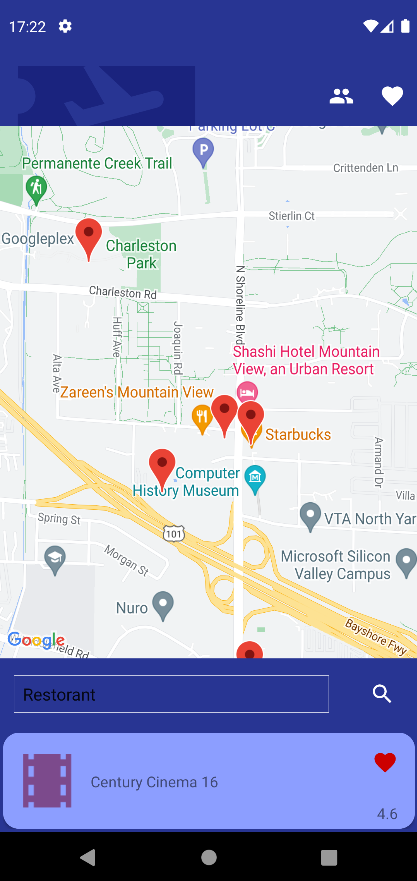 17:22
Parking Lot C
Permanente Creek Trail
Crittenden Ln
Stierlin Ct
Googleplex
Charleston
Park
Charleston Rd
N Shoreline Blvd
Huff Ave
Joaquin Rd
Alta Ave
Shashi Hotel Mountain
View, an Urban Resort
Zareen's Mountain View
Starbucks
Armand Dr
Computer
History Museum
Villa
Spring St
101
VTA North Yar
Morgan St
Microsoft Silicon
Valley Campus
Nuro
Bayshore Fwy
Google
field Rd
Restorant
Century Cinema 16
4.6